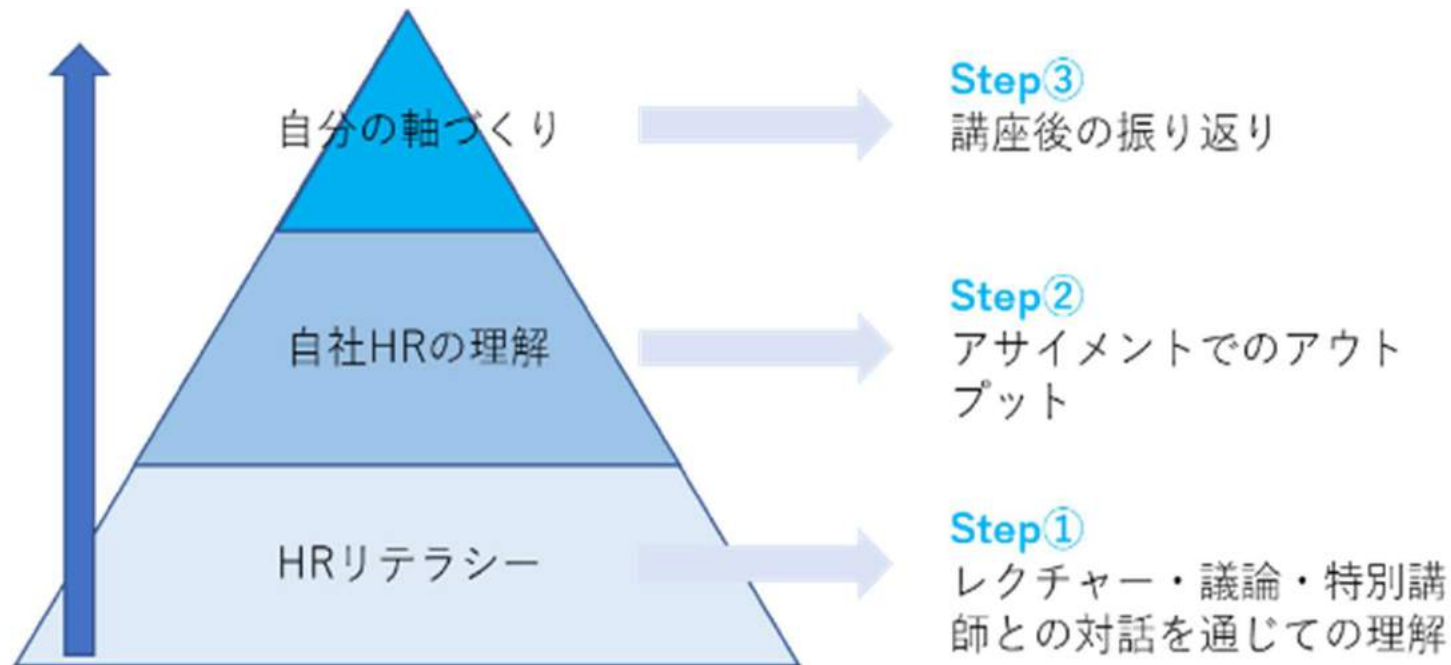 自分の軸づくり
Step③
講座後の振り返り
自社HRの理解
Step②
アサイメントでのアウト
プット
HRリテラシー
Step①
レクチャー・議論・特別講
師との対話を通じての理解